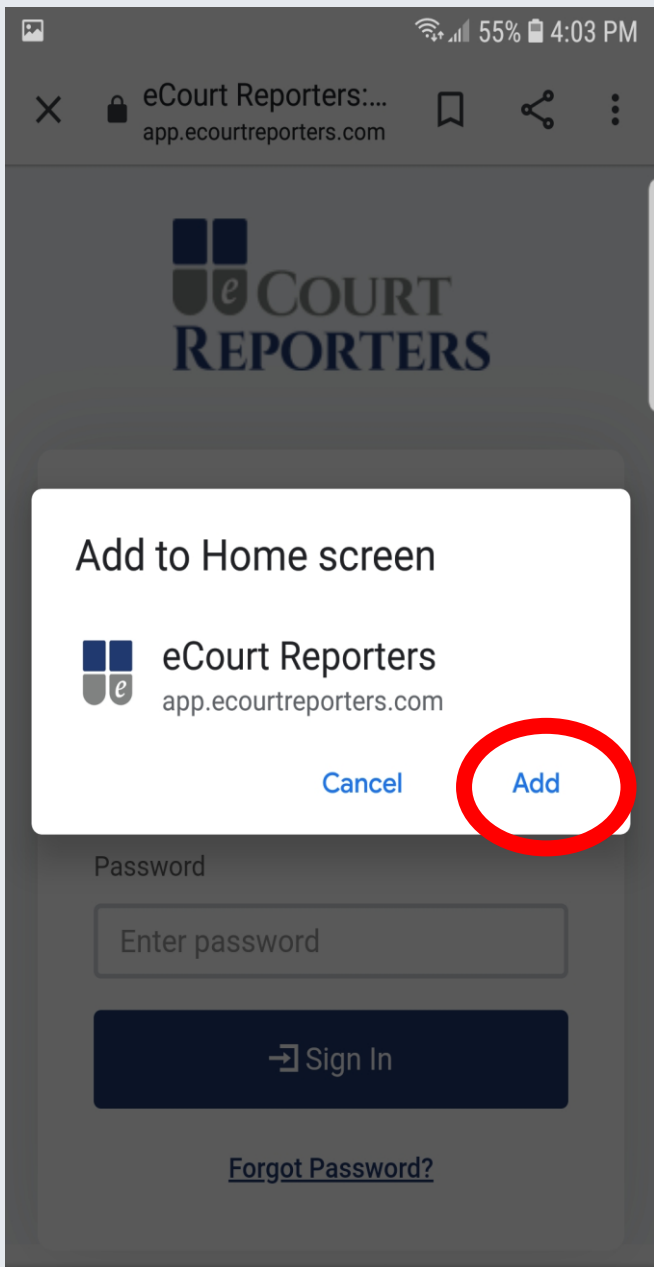 55% 4:03 PM
eCourt Reporters:...
app.ecourtreporters.com
e COURT
REPORTERS
Add to Home screen
e
eCourt Reporters
app.ecourtreporters.com
Cancel Add
Password
Enter password
Sign In
Forgot Password?